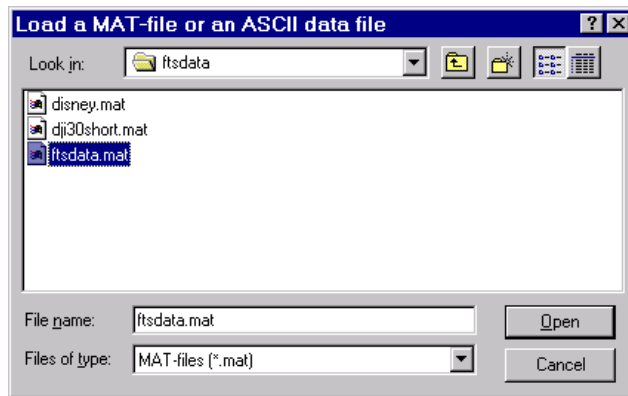 Load a MAT-file or an ASCII data file
Look in: ftsdata
disney.mat
dji30short.mat
ftsdata.mat
File name: ftsdata.mat Open
Files of type: MAT-files (*.mat) Cancel